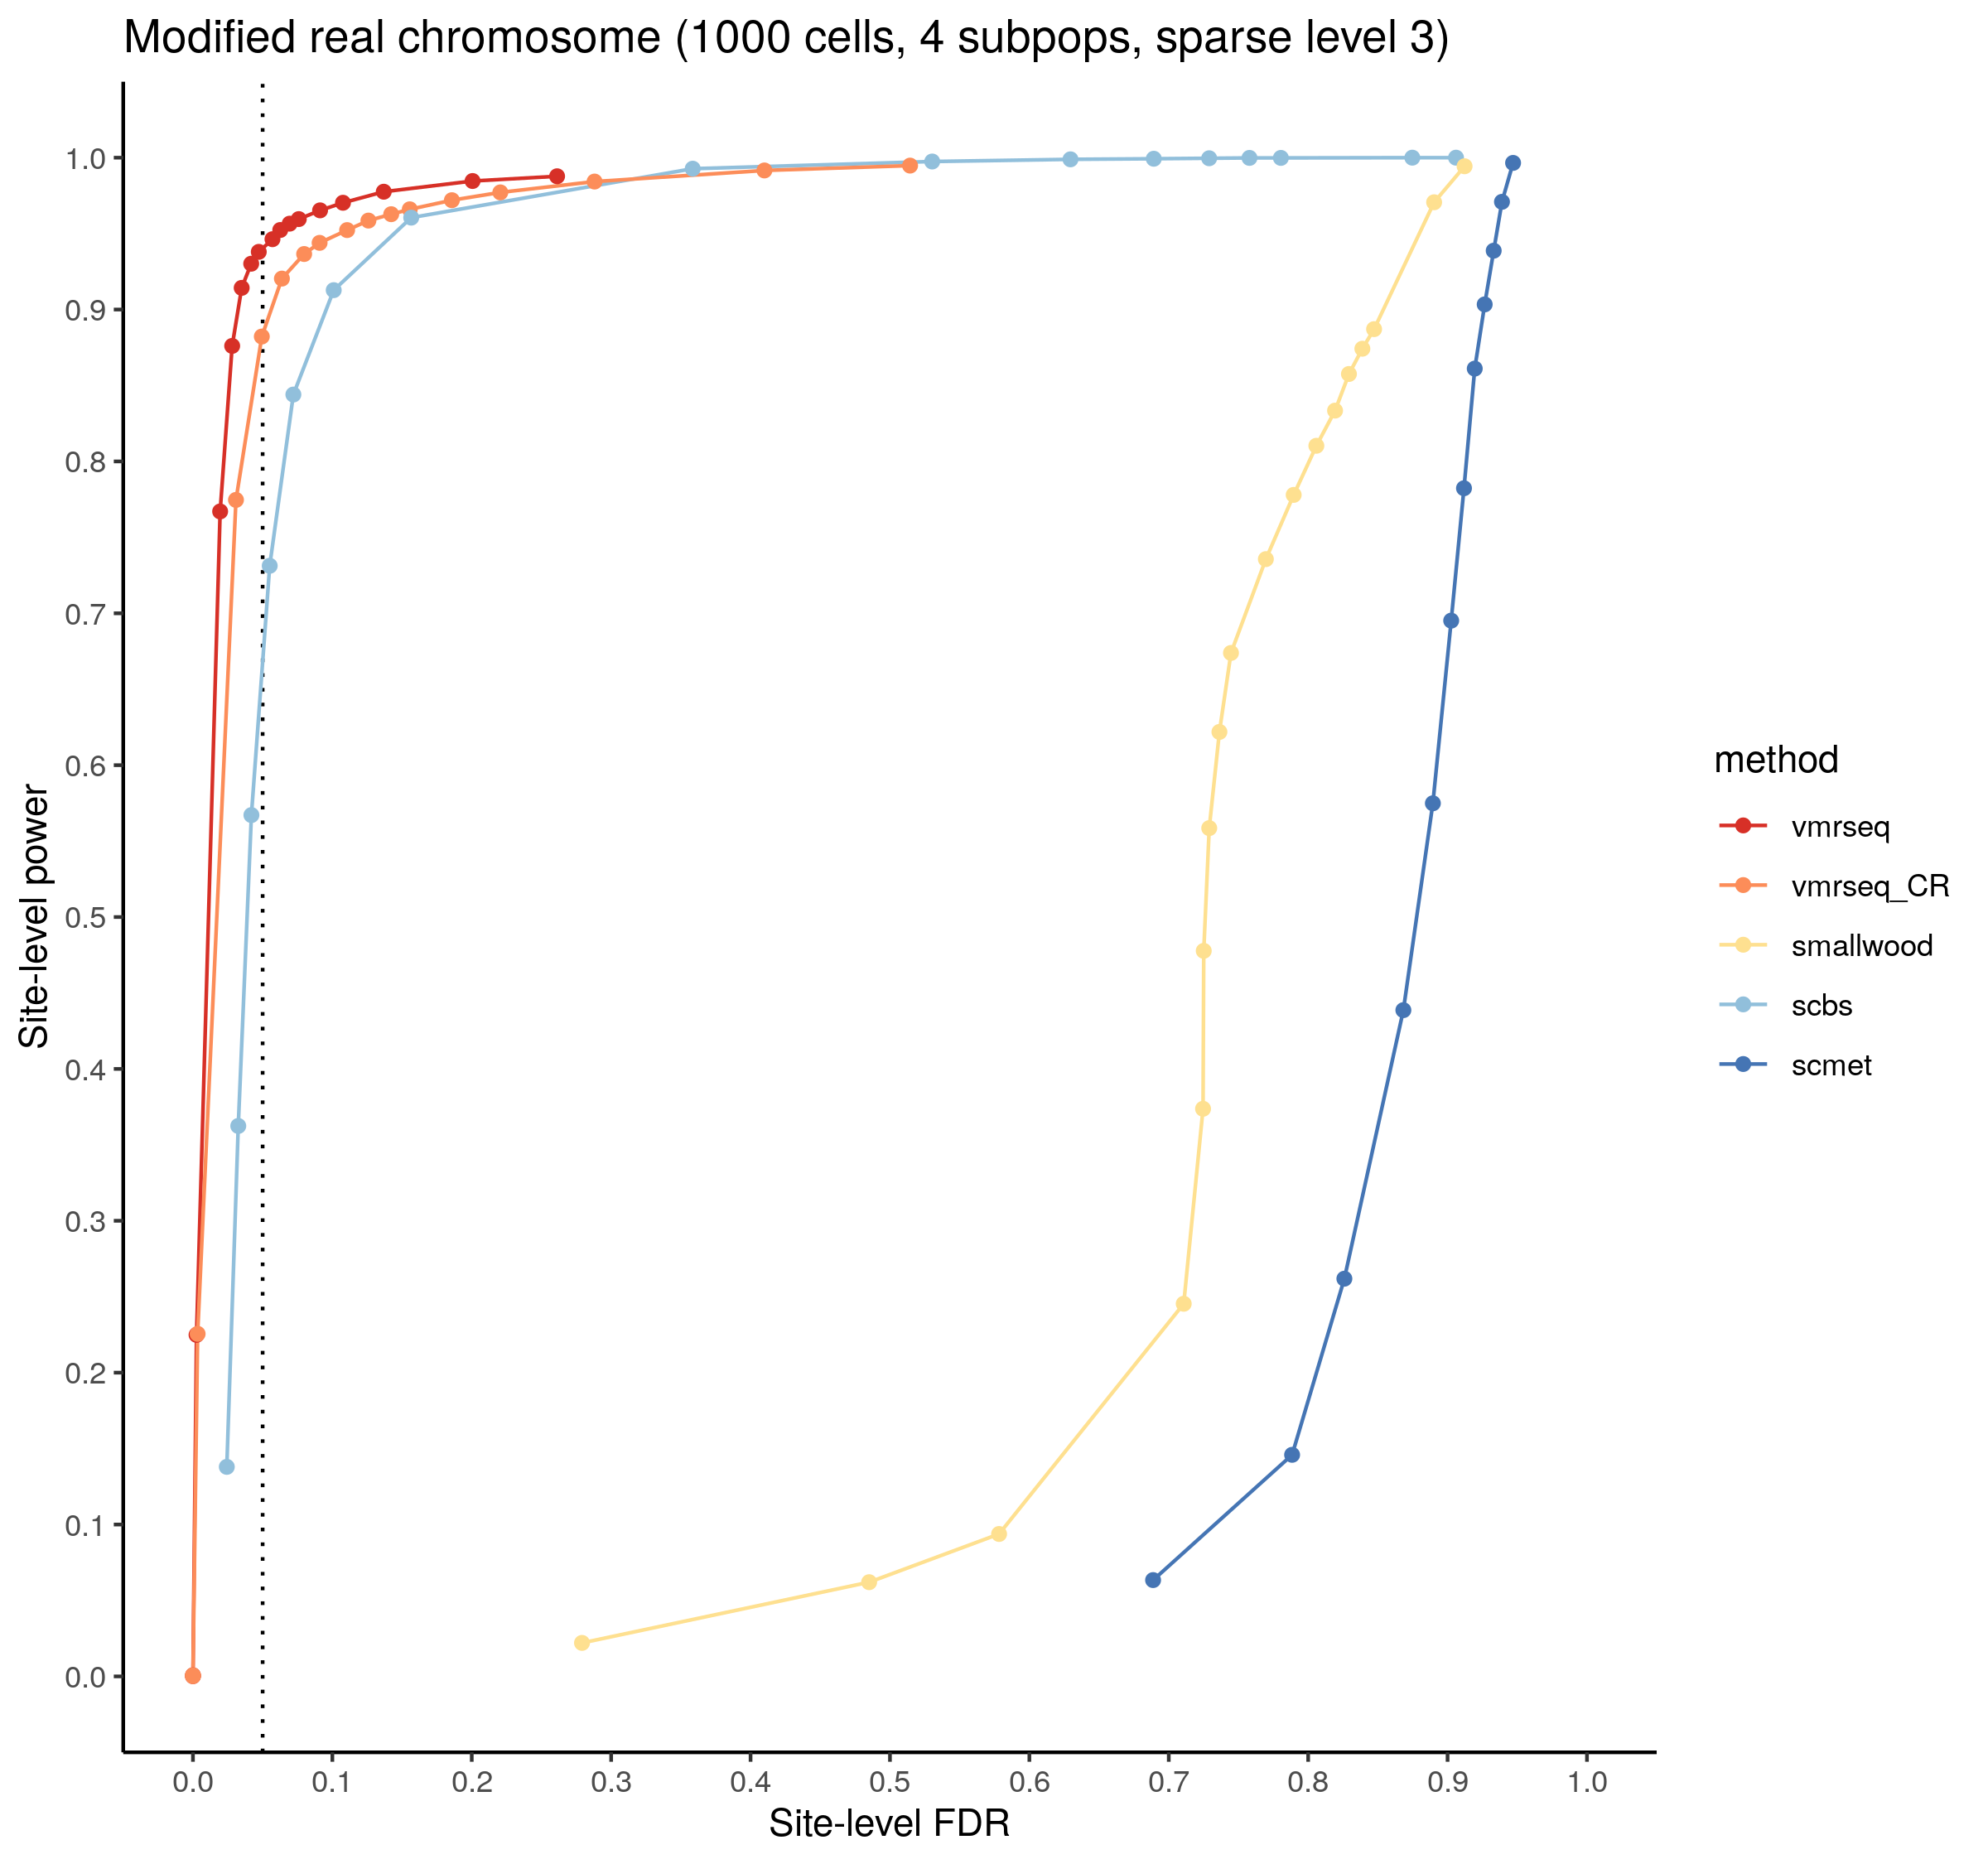 Modified real chromosome (1000 cells, 4 subpops, sparse level 3)
Site-level power
1.0
0.9
0.8
0.7
0.6
0.5
0.4
0.3
0.2
0.1
0.0
0.0 0.1 0.2 0.3 0.4 0.5 0.6 0.7 0.8 0.9 1.0
Site-level FDR
method
vmrseq
vmrseq_CR
smallwood
scbs
scmet